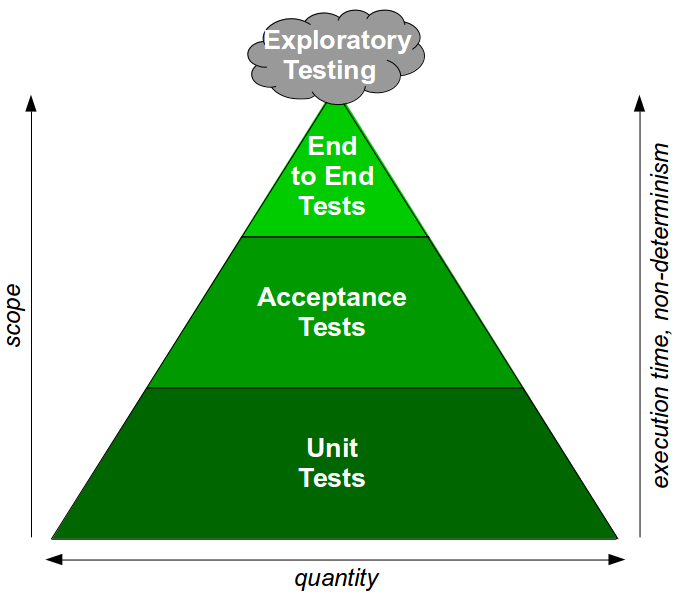 Exploratory
Testing
End
to End
Tests
Acceptance
Tests
Unit
Tests
scope
execution time, non-determinism
quantity